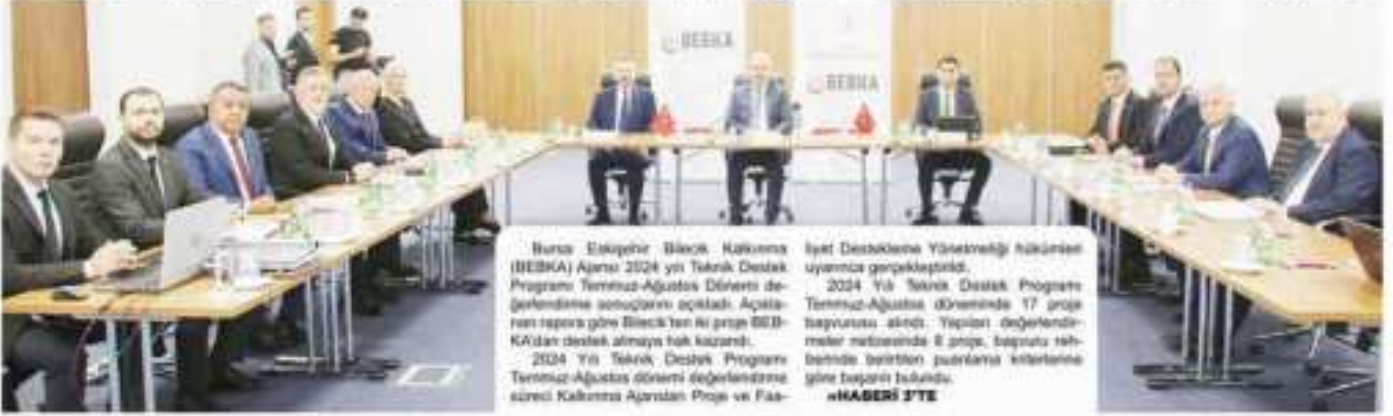 BEBKA
BEBKA
Bursa Eskişehir Bilecik Kalkınma
(BEBKA) Ajansı 2024 yılı Teknik Destek
Programı Temmuz-Ağustos Dönemi de-
ğerlendirme sonuçlarını açıkladı. Açıkla-
nan rapora göre Bilecik'ten iki proje BEB-
KA'dan destek almaya hak kazandı.
2024 Yılı Teknik Destek Programı
Temmuz-Ağustos dönemi değerlendirme
süreci Kalkınma Ajansları Proje ve Faa-
liyet Destekleme Yönetmeliği hükümleri
uyarınca gerçekleştirildi.
2024 Yılı Teknik Destek Programı
Temmuz-Ağustos döneminde 17 proje
başvurusu alındı. Yapılan değerlendir-
meler neticesinde 8 proje, başvuru reh-
berinde belirtilen puanlama kriterlerine
göre başarılı bulundu.
»HABERİ 3'TE